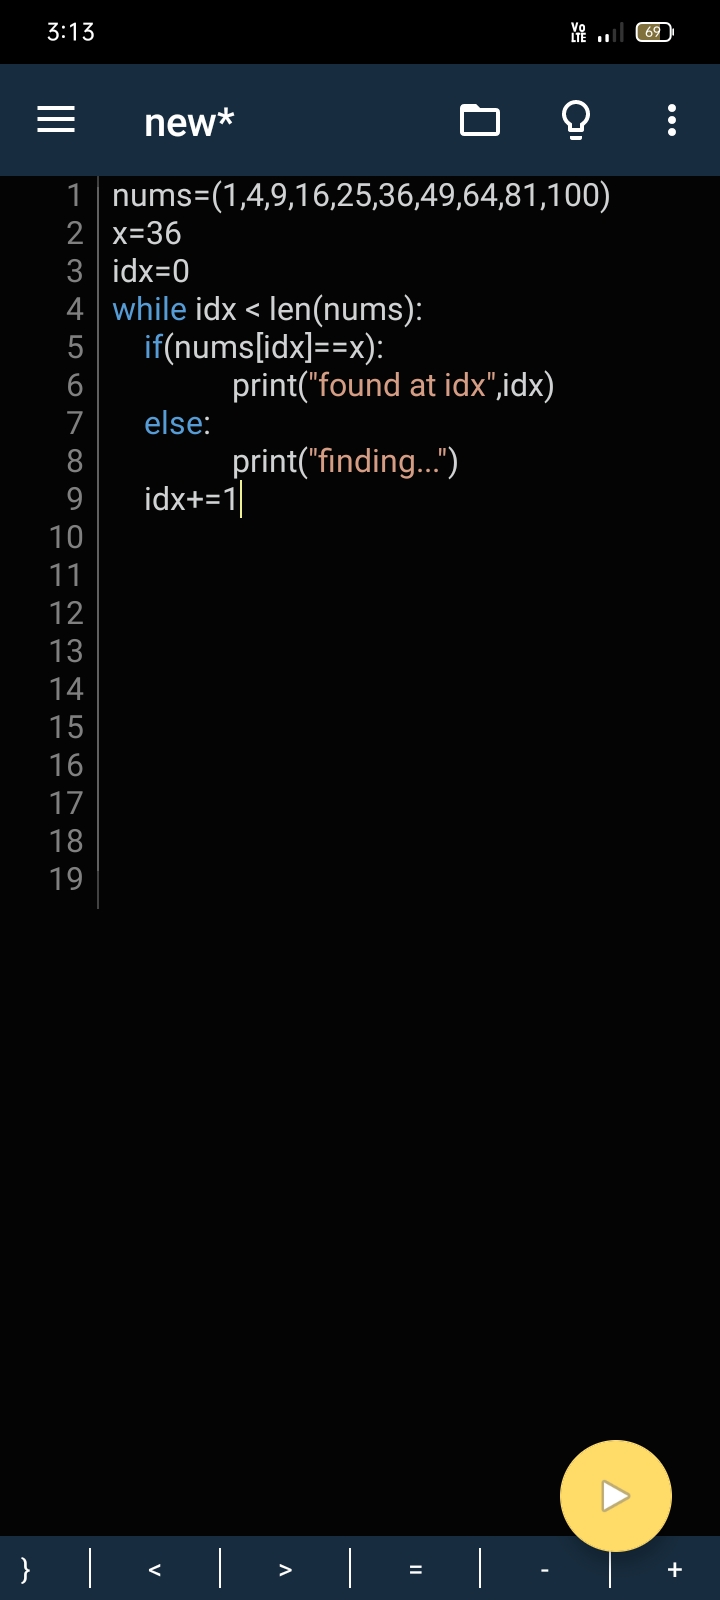 3:13 Vo LTE 69
new*
1 nums=(1,4,9,16,25,36,49,64,81,100)
2 x=36
3 idx=0
4 while idx < len(nums):
5     if(nums[idx]==x):
6             print("found at idx",idx)
7     else:
8             print("finding...")
9     idx+=1
10
11
12
13
14
15
16
17
18
19
} | < | > | = | - | +